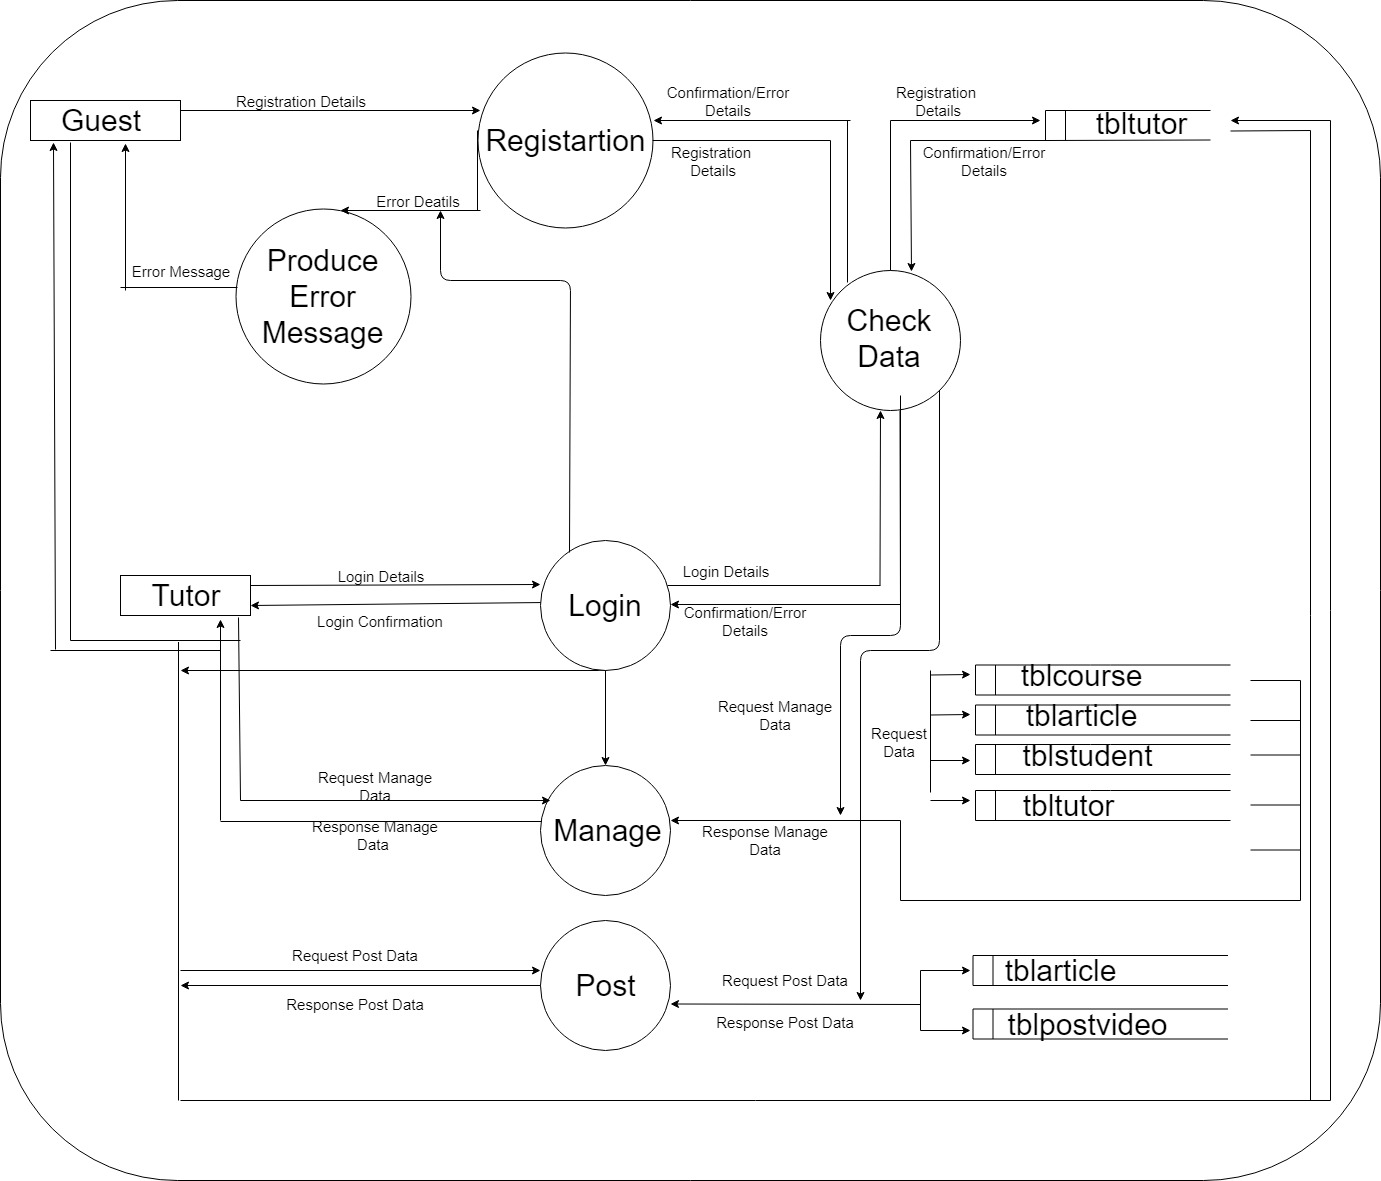 Guest
Registration Details
Registartion
Confirmation/Error
Details
Registration
Details
Registration
Details
tbltutor
Confirmation/Error
Details
Error Deatils
Error Message
Produce
Error
Message
Check
Data
Tutor
Login Details
Login Confirmation
Login
Login Details
Confirmation/Error
Details
Request Manage
Data
Request
Data
tblcourse
tblarticle
tblstudent
tbltutor
Request Manage
Data
Response Manage
Data
Manage
Response Manage
Data
Request Post Data
Response Post Data
Post
Request Post Data
Response Post Data
tblarticle
tblpostvideo